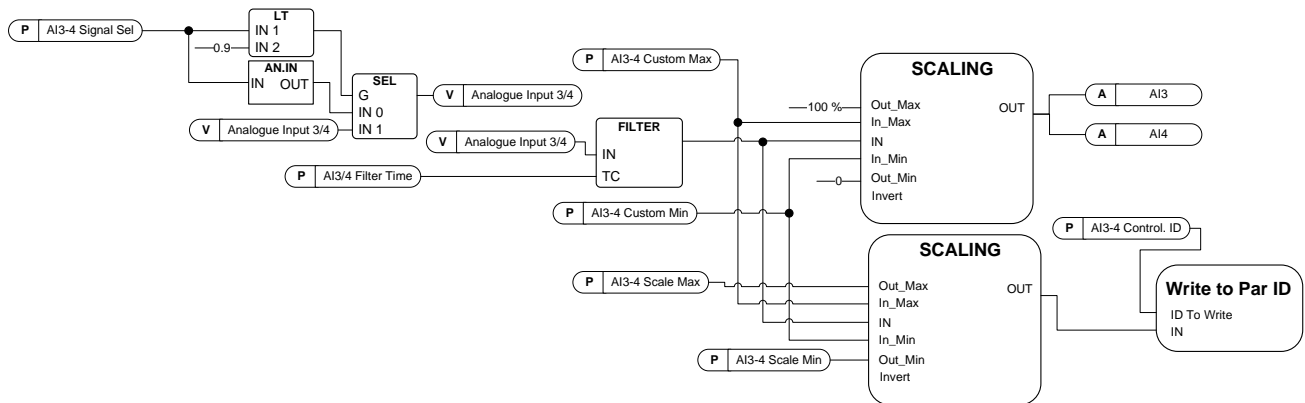 LT
P AI3-4 Signal Sel
IN 1
0.9
IN 2
AN.IN
IN OUT
SEL
G
IN 0
IN 1
V Analogue Input 3/4
V Analogue Input 3/4
V Analogue Input 3/4
P AI3/4 Filter Time
FILTER
IN
TC
P AI3-4 Custom Max
P AI3-4 Custom Min
SCALING
100 %
Out_Max
In_Max
IN
In_Min
0
Out_Min
Invert
OUT
A AI3
A AI4
P AI3-4 Scale Max
P AI3-4 Scale Min
SCALING
Out_Max
In_Max
IN
In_Min
Out_Min
Invert
OUT
P AI3-4 Control. ID
Write to Par ID
ID To Write
IN